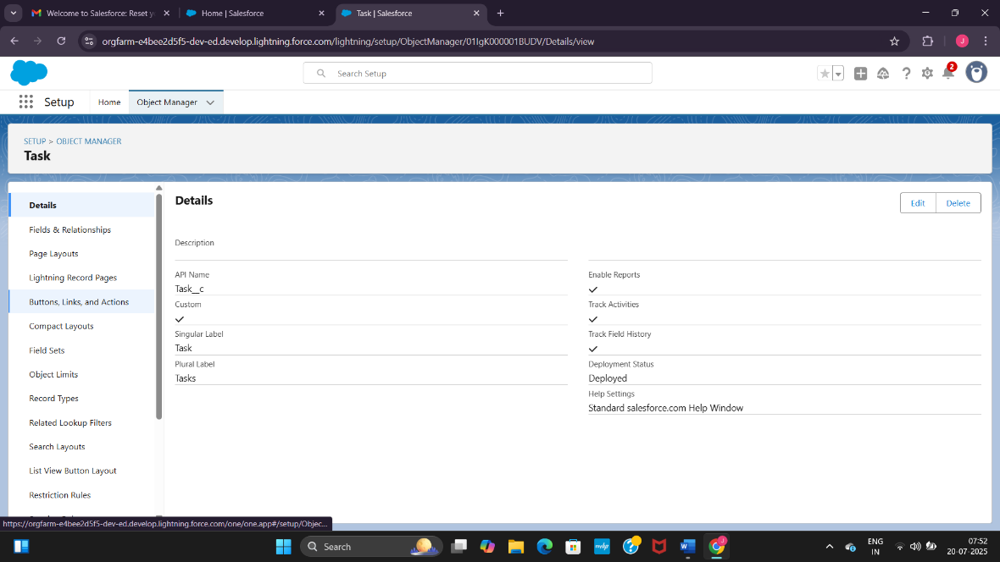 Welcome to Salesforce: Reset y
Home | Salesforce
Task | Salesforce
orgfarm-e4bee2d5f5-dev-ed.develop.lightning.force.com/lightning/setup/ObjectManager/01IgK000001BUDV/Details/view
J
Search Setup
2
Setup
Home
Object Manager
SETUP > OBJECT MANAGER
Task
Details
Fields & Relationships
Page Layouts
Lightning Record Pages
Buttons, Links, and Actions
Compact Layouts
Field Sets
Object Limits
Record Types
Related Lookup Filters
Search Layouts
List View Button Layout
Restriction Rules
Details
Edit
Delete
Description
API Name
Task__c
Custom
Singular Label
Task
Plural Label
Tasks
Enable Reports
Track Activities
Track Field History
Deployment Status
Deployed
Help Settings
Standard salesforce.com Help Window
https://orgfarm-e4bee2d5f5-dev-ed.develop.lightning.force.com/one/one.app#/setup/Objec...
Search
ENG
IN
07:52
20-07-2025